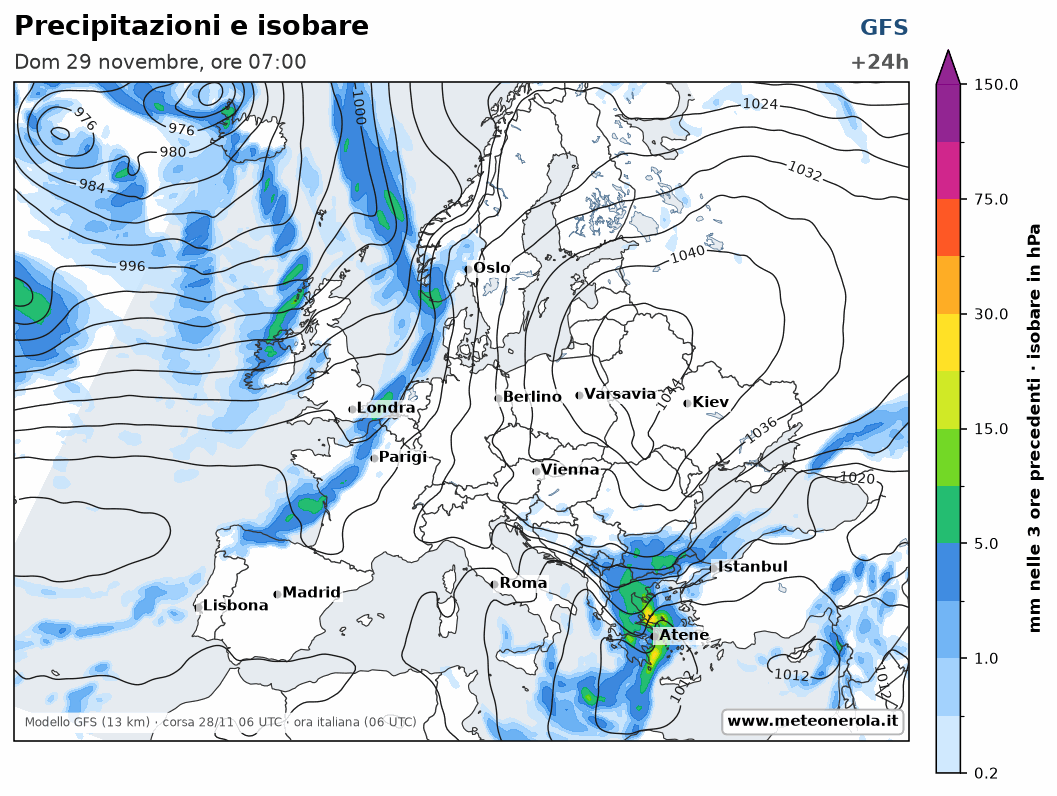 Precipitazioni e isobare
GFS
Dom 29 novembre, ore 07:00
+24h
150.0
75.0
30.0
15.0
5.0
1.0
0.2
mm nelle 3 ore precedenti · isobare in hPa
976
976
980
984
996
1000
1024
1032
1040
1044
1036
1020
1012
1012
1012
Oslo
Londra
Berlino
Varsavia
Kiev
Parigi
Vienna
Roma
Istanbul
Madrid
Lisbona
Atene
Modello GFS (13 km) · corsa 28/11 06 UTC · ora italiana (06 UTC)
www.meteonerola.it